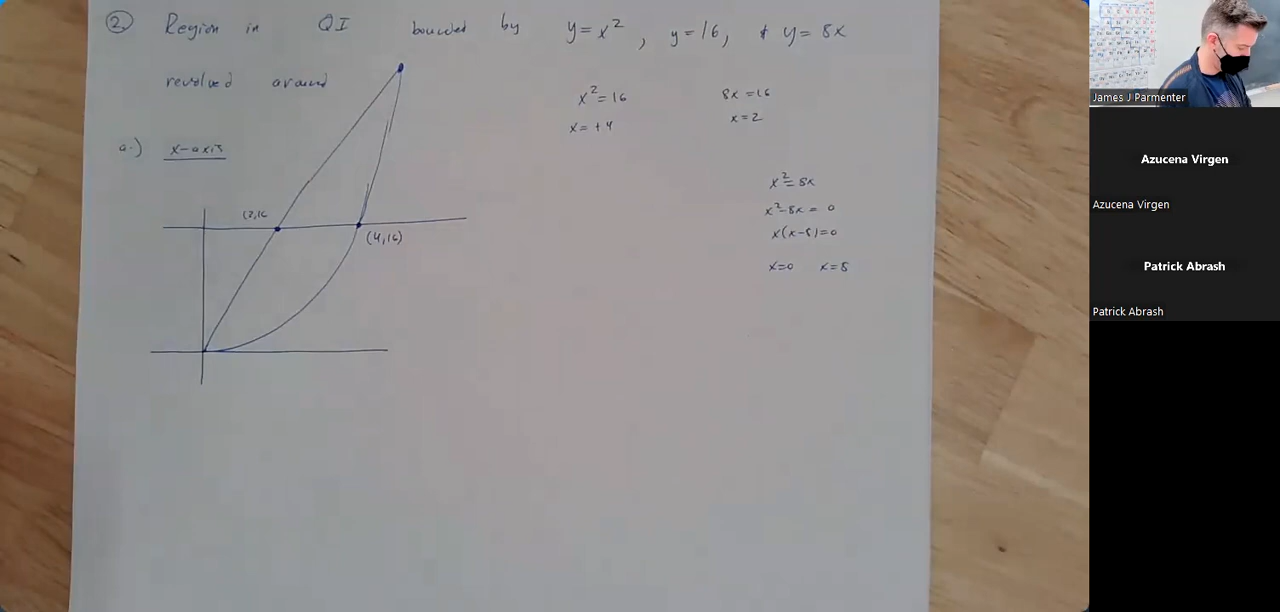 ② Region in QI bounded by y=x², y=16, & y=8x
revolved around
x²=16
8x=16
x=+4
x=2
a.) x-axis
x²=8x
x²-8x=0
x(x-8)=0
x=0 x=8
(2,16
(4,16)
James J Parmenter
Azucena Virgen
Azucena Virgen
Patrick Abrash
Patrick Abrash